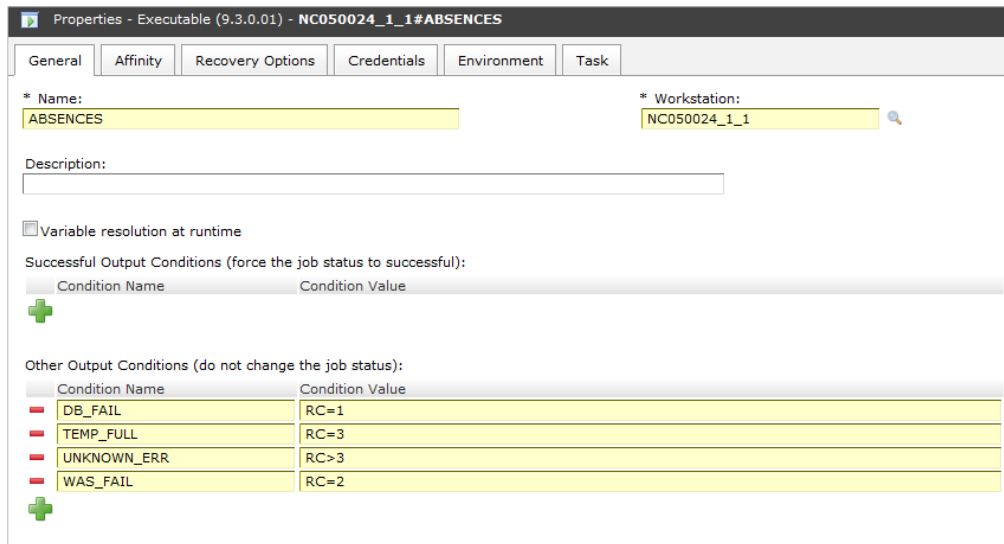 Properties - Executable (9.3.0.01) - NC050024_1_1#ABSENCES
General Affinity Recovery Options Credentials Environment Task
* Name: * Workstation:
ABSENCES NC050024_1_1
Description:
Variable resolution at runtime
Successful Output Conditions (force the job status to successful):
Condition Name Condition Value
Other Output Conditions (do not change the job status):
Condition Name Condition Value
DB_FAIL RC=1
TEMP_FULL RC=3
UNKNOWN_ERR RC>3
WAS_FAIL RC=2